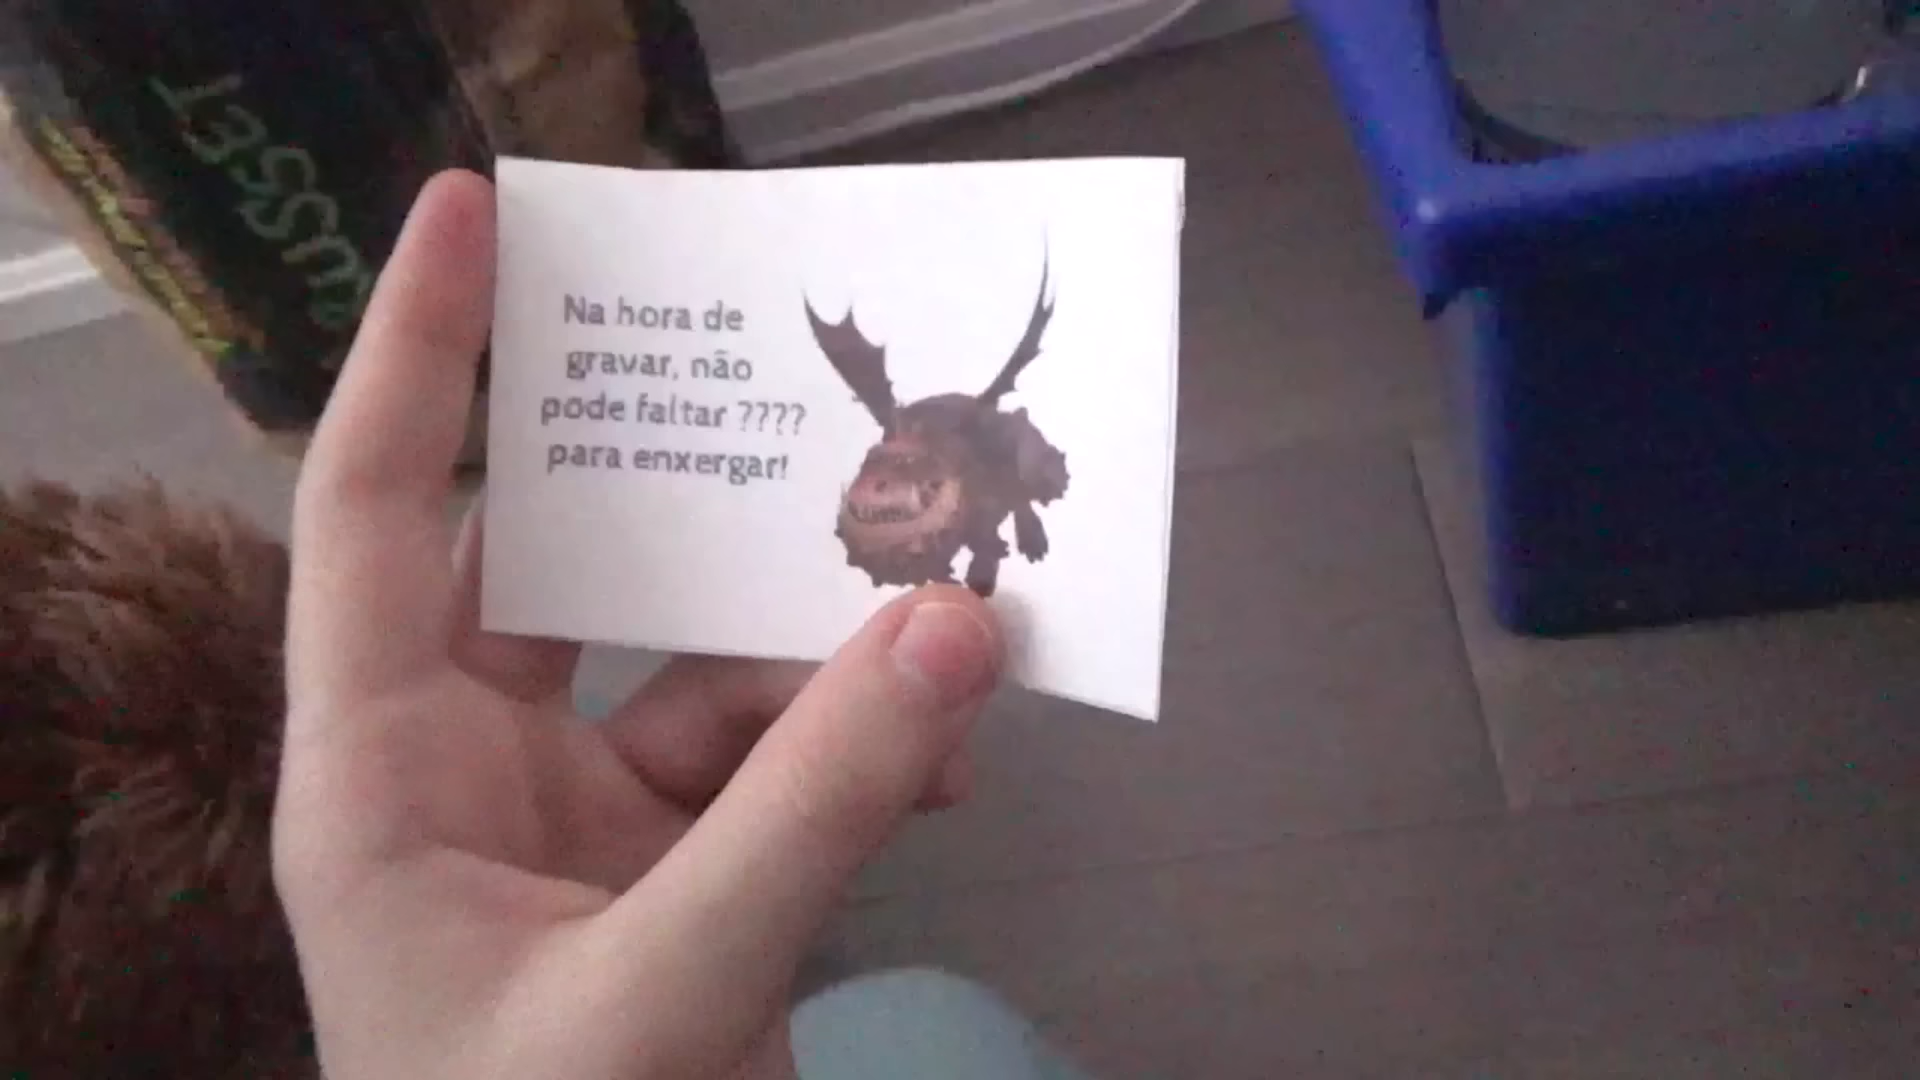 Na hora de
gravar, não
pode faltar ????
para enxergar!